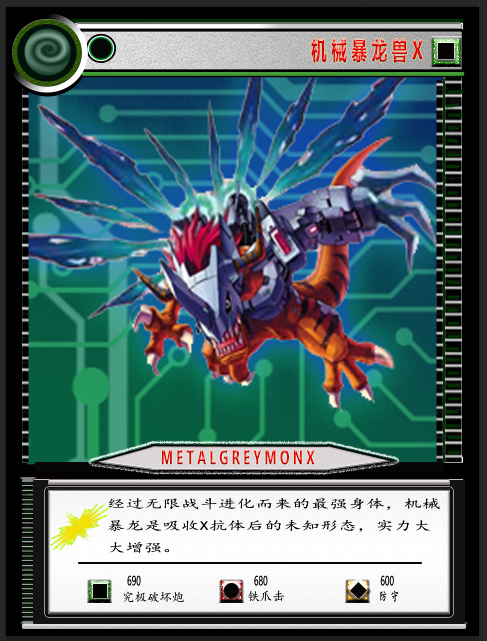 机械暴龙兽X
METALGREYMONX
经过无限战斗进化而来的最强身体，机械
暴龙是吸收X抗体后的未知形态，实力大
大增强。
690 680 600
究极破坏炮 铁爪击 防守